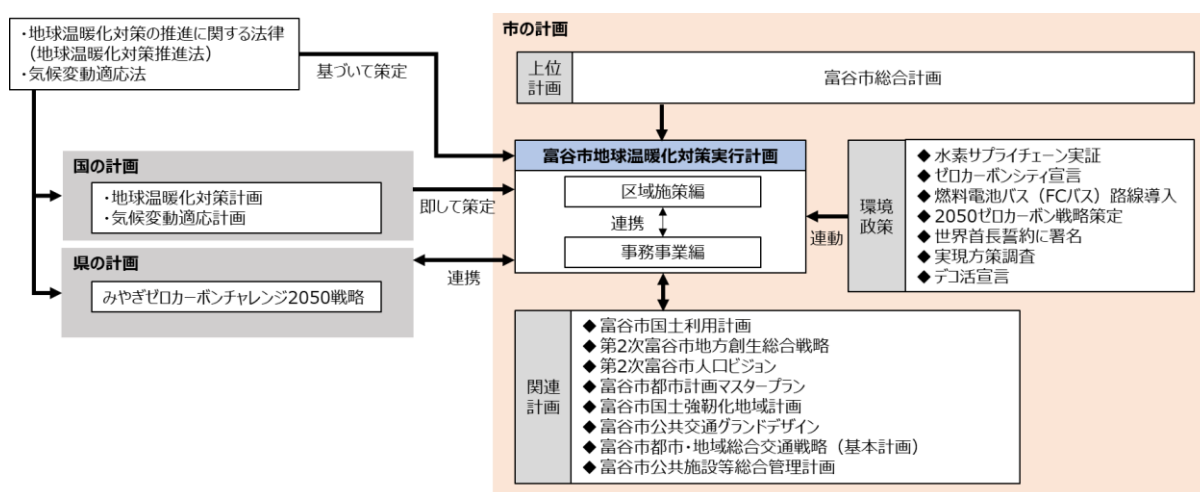 ・地球温暖化対策の推進に関する法律
（地球温暖化対策推進法）
・気候変動適応法
基づいて策定
国の計画
・地球温暖化対策計画
・気候変動適応計画
即して策定
県の計画
みやぎゼロカーボンチャレンジ2050戦略
連携
市の計画
上位
計画
富谷市総合計画
富谷市地球温暖化対策実行計画
区域施策編
連携
事務事業編
連動
環境
政策
◆水素サプライチェーン実証
◆ゼロカーボンシティ宣言
◆燃料電池バス（FCバス）路線導入
◆2050ゼロカーボン戦略策定
◆世界首長誓約に署名
◆実現方策調査
◆デコ活宣言
関連
計画
◆富谷市国土利用計画
◆第2次富谷市地方創生総合戦略
◆第2次富谷市人口ビジョン
◆富谷市都市計画マスタープラン
◆富谷市国土強靭化地域計画
◆富谷市公共交通グランドデザイン
◆富谷市都市・地域総合交通戦略（基本計画）
◆富谷市公共施設等総合管理計画